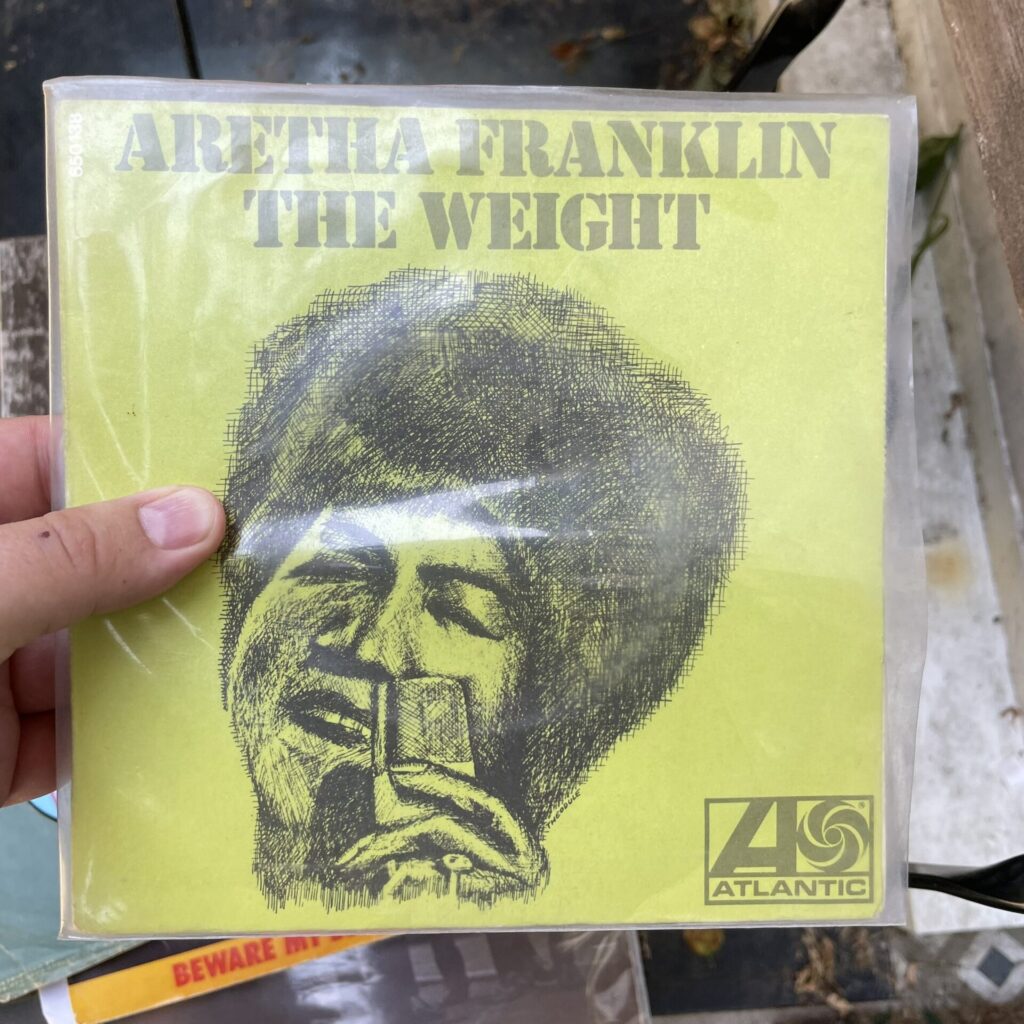 650138
ARETHA FRANKLIN
THE WEIGHT
ATLANTIC
BEWARE MY